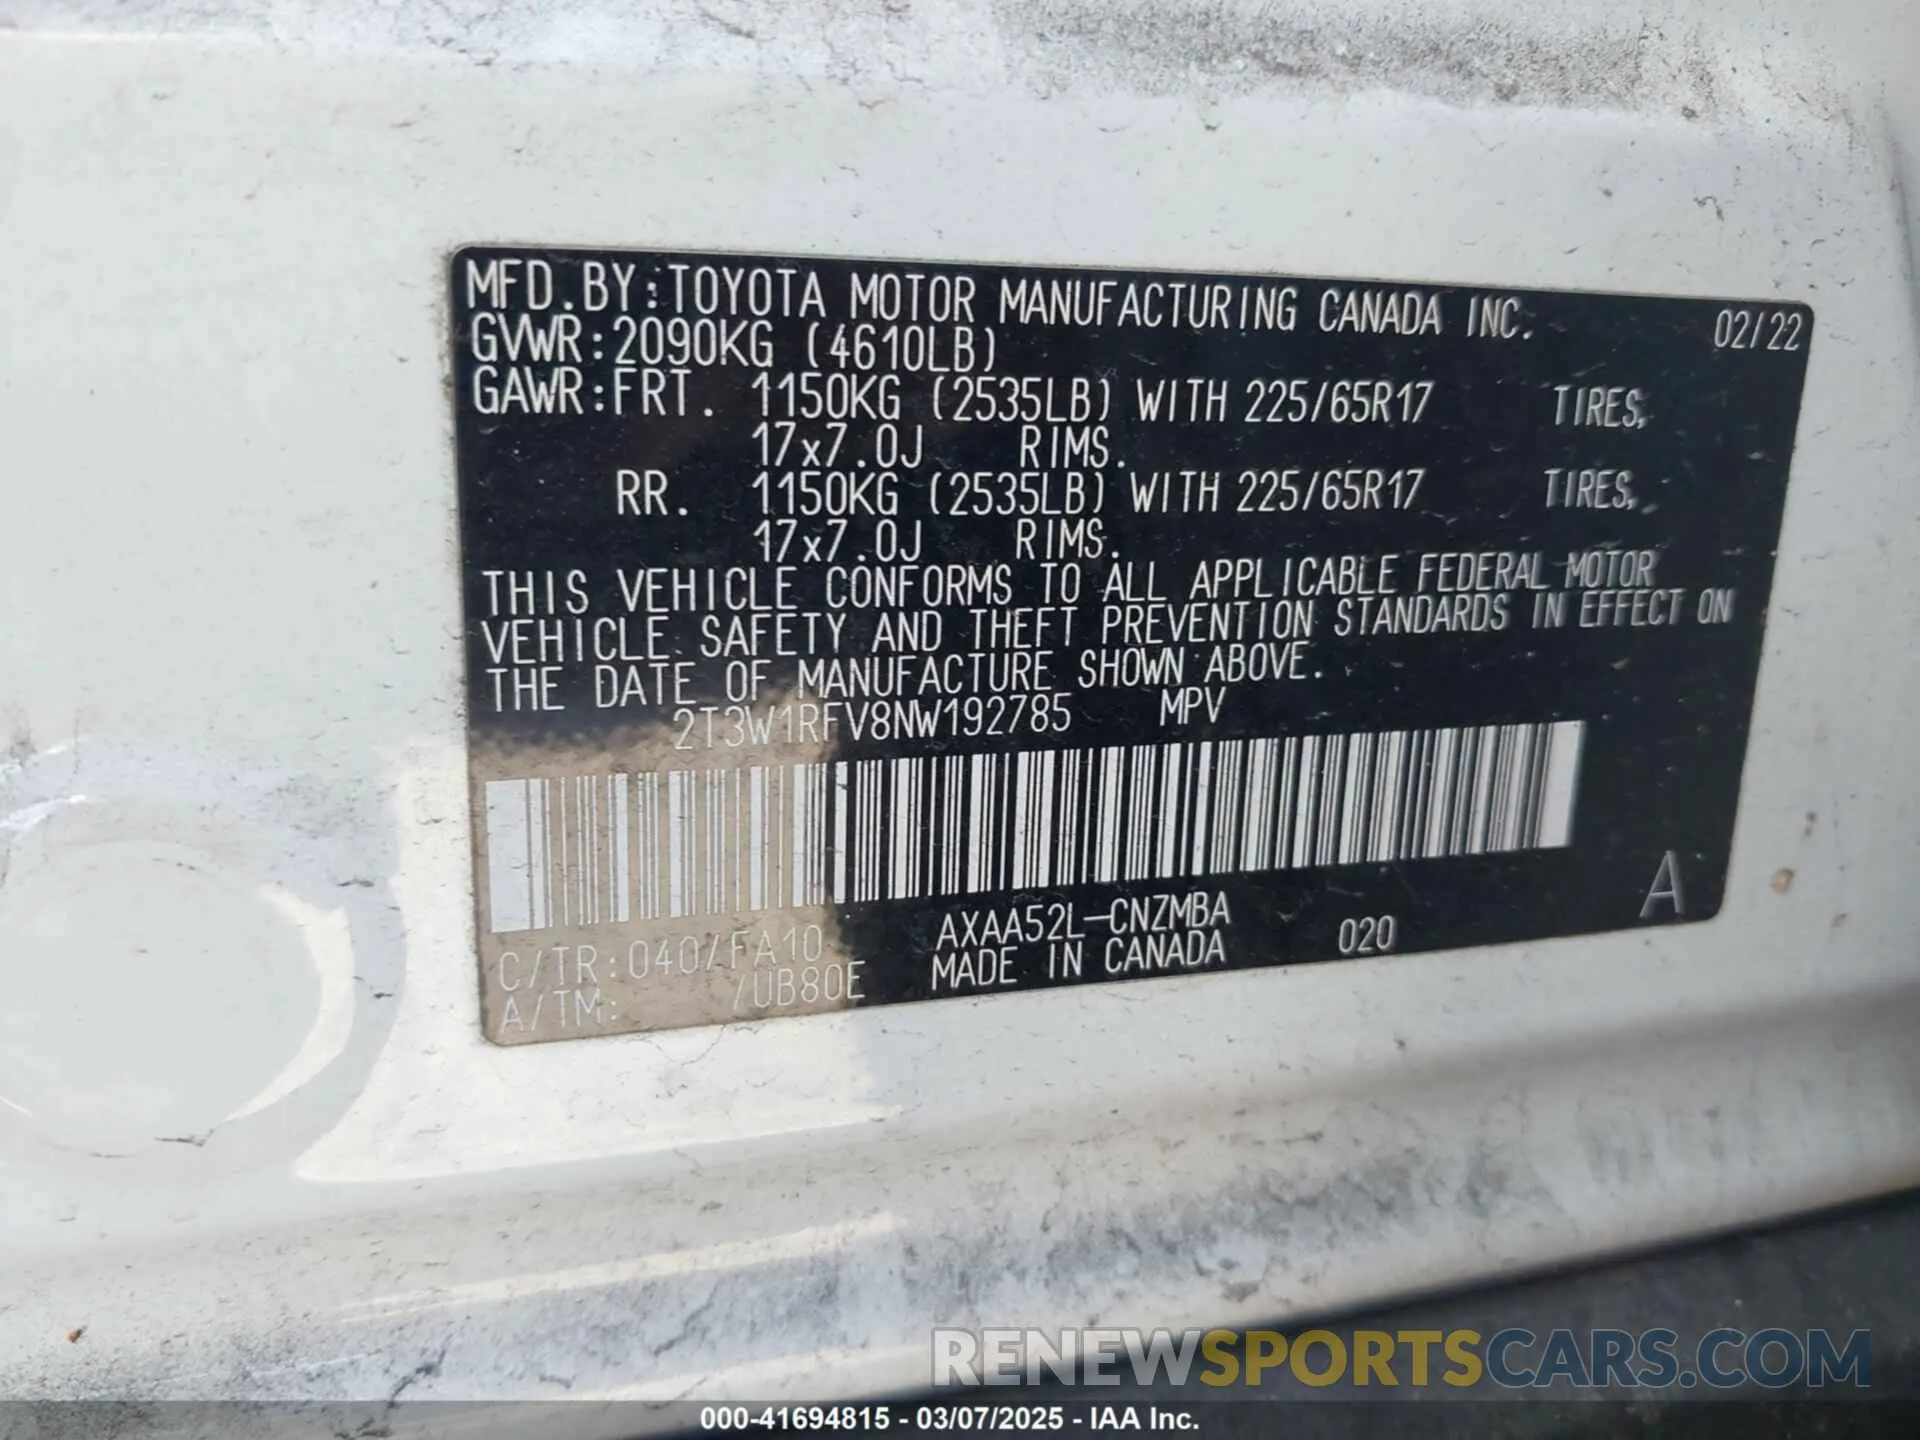 MFD.BY:TOYOTA MOTOR MANUFACTURING CANADA INC. 02/22
GVWR:2090KG (4610LB)
GAWR:FRT. 1150KG (2535LB) WITH 225/65R17 TIRES,
17x7.0J RIMS.
RR. 1150KG (2535LB) WITH 225/65R17 TIRES,
17x7.0J RIMS.
THIS VEHICLE CONFORMS TO ALL APPLICABLE FEDERAL MOTOR
VEHICLE SAFETY AND THEFT PREVENTION STANDARDS IN EFFECT ON
THE DATE OF MANUFACTURE SHOWN ABOVE.
2T3W1RFV8NW192785 MPV
C/TR:040/FA10 AXAA52L-CNZMBA 020 A
A/TM: /UB80E MADE IN CANADA
RENEWSPORTSCARS.COM
000-41694815 - 03/07/2025 - IAA Inc.